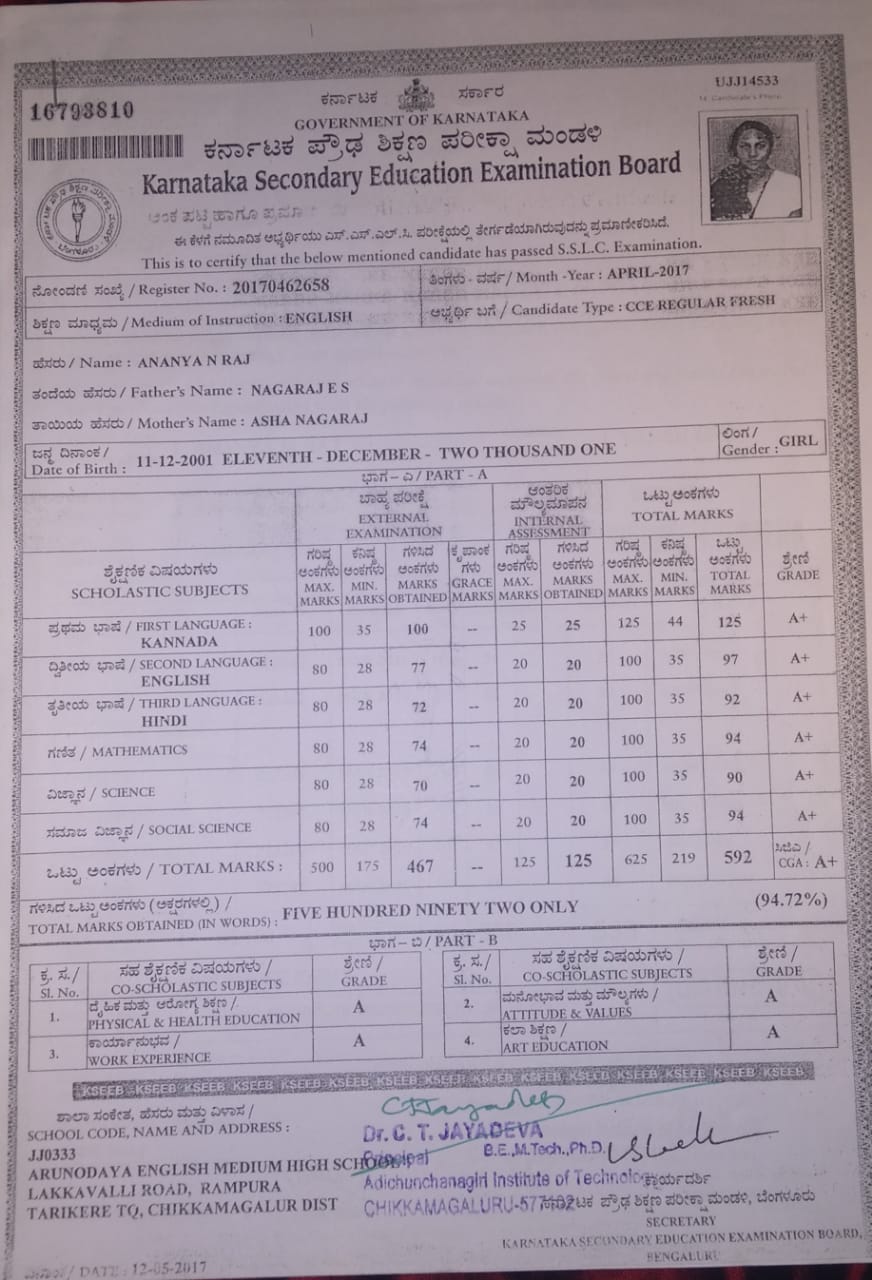 16793810
UJJ14533
ಕರ್ನಾಟಕ ಸರ್ಕಾರ
GOVERNMENT OF KARNATAKA
ಕರ್ನಾಟಕ ಪ್ರೌಢ ಶಿಕ್ಷಣ ಪರೀಕ್ಷಾ ಮಂಡಳಿ
Karnataka Secondary Education Examination Board
ಅಂಕ ಪಟ್ಟಿ ಹಾಗೂ
ಈ ಕೆಳಗೆ ನಮೂದಿತ ಅಭ್ಯರ್ಥಿಯು ಎಸ್.ಎಸ್.ಎಲ್.ಸಿ. ಪರೀಕ್ಷೆಯಲ್ಲಿ ತೇರ್ಗಡೆಯಾಗಿರುವುದನ್ನು ಪ್ರಮಾಣೀಕರಿಸಿದೆ.
This is to certify that the below mentioned candidate has passed S.S.L.C. Examination.
ನೋಂದಣಿ ಸಂಖ್ಯೆ / Register No. : 20170462658 ತಿಂಗಳು - ವರ್ಷ / Month -Year : APRIL-2017
ಶಿಕ್ಷಣ ಮಾಧ್ಯಮ / Medium of Instruction : ENGLISH ಅಭ್ಯರ್ಥಿ ಬಗೆ / Candidate Type : CCE REGULAR FRESH
ಹೆಸರು / Name : ANANYA N RAJ
ತಂದೆಯ ಹೆಸರು / Father's Name : NAGARAJ E S
ತಾಯಿಯ ಹೆಸರು / Mother's Name : ASHA NAGARAJ
ಜನ್ಮ ದಿನಾಂಕ / Date of Birth : 11-12-2001 ELEVENTH - DECEMBER - TWO THOUSAND ONE ಲಿಂಗ / Gender : GIRL
ಭಾಗ - ಎ / PART - A
ಬಾಹ್ಯ ಪರೀಕ್ಷೆ EXTERNAL EXAMINATION
ಆಂತರಿಕ ಮೌಲ್ಯಮಾಪನ INTERNAL ASSESSMENT
ಒಟ್ಟು ಅಂಕಗಳು TOTAL MARKS
ಶೈಕ್ಷಣಿಕ ವಿಷಯಗಳು SCHOLASTIC SUBJECTS
ಗರಿಷ್ಠ ಅಂಕಗಳು MAX. MARKS
ಕನಿಷ್ಠ ಅಂಕಗಳು MIN. MARKS
ಗಳಿಸಿದ ಅಂಕಗಳು MARKS OBTAINED
ಕೃಪಾಂಕ ಗಳು GRACE MARKS
ಗರಿಷ್ಠ ಅಂಕಗಳು MAX. MARKS
ಗಳಿಸಿದ ಅಂಕಗಳು MARKS OBTAINED
ಗರಿಷ್ಠ ಅಂಕಗಳು MAX. MARKS
ಕನಿಷ್ಠ ಅಂಕಗಳು MIN. MARKS
ಒಟ್ಟು ಅಂಕಗಳು TOTAL MARKS
ಶ್ರೇಣಿ GRADE
ಪ್ರಥಮ ಭಾಷೆ / FIRST LANGUAGE :
KANNADA 100 35 100 -- 25 25 125 44 125 A+
ದ್ವಿತೀಯ ಭಾಷೆ / SECOND LANGUAGE :
ENGLISH 80 28 77 -- 20 20 100 35 97 A+
ತೃತೀಯ ಭಾಷೆ / THIRD LANGUAGE :
HINDI 80 28 72 -- 20 20 100 35 92 A+
ಗಣಿತ / MATHEMATICS 80 28 74 -- 20 20 100 35 94 A+
ವಿಜ್ಞಾನ / SCIENCE 80 28 70 -- 20 20 100 35 90 A+
ಸಮಾಜ ವಿಜ್ಞಾನ / SOCIAL SCIENCE 80 28 74 -- 20 20 100 35 94 A+
ಒಟ್ಟು ಅಂಕಗಳು / TOTAL MARKS : 500 175 467 -- 125 125 625 219 592 ಸಿಜಿಎ / CGA : A+
ಗಳಿಸಿದ ಒಟ್ಟು ಅಂಕಗಳು (ಅಕ್ಷರಗಳಲ್ಲಿ) /
TOTAL MARKS OBTAINED (IN WORDS) : FIVE HUNDRED NINETY TWO ONLY (94.72%)
ಭಾಗ - ಬಿ / PART - B
ಕ್ರ. ಸ. / Sl. No. ಸಹ ಶೈಕ್ಷಣಿಕ ವಿಷಯಗಳು / CO-SCHOLASTIC SUBJECTS ಶ್ರೇಣಿ / GRADE
ಕ್ರ. ಸ. / Sl. No. ಸಹ ಶೈಕ್ಷಣಿಕ ವಿಷಯಗಳು / CO-SCHOLASTIC SUBJECTS ಶ್ರೇಣಿ / GRADE
1. ದೈಹಿಕ ಮತ್ತು ಆರೋಗ್ಯ ಶಿಕ್ಷಣ / PHYSICAL & HEALTH EDUCATION A
2. ಮನೋಭಾವ ಮತ್ತು ಮೌಲ್ಯಗಳು / ATTITUDE & VALUES A
3. ಕಾರ್ಯಾನುಭವ / WORK EXPERIENCE A
4. ಕಲಾ ಶಿಕ್ಷಣ / ART EDUCATION A
KSEEB KSEEB KSEEB KSEEB KSEEB KSEEB KSEEB KSEEB KSEEB KSEEB KSEEB KSEEB KSEEB KSEEB KSEEB
ಶಾಲಾ ಸಂಕೇತ, ಹೆಸರು ಮತ್ತು ವಿಳಾಸ /
SCHOOL CODE, NAME AND ADDRESS :
JJ0333
ARUNODAYA ENGLISH MEDIUM HIGH SCHOOL,
LAKKAVALLI ROAD, RAMPURA
TARIKERE TQ, CHIKKAMAGALUR DIST
Dr. C. T. JAYADEVA
B.E.,M.Tech.,Ph.D.
Principal
Adichunchanagiri Institute of Technology
CHIKKAMAGALURU-577102
ಕಾರ್ಯದರ್ಶಿ
ಕರ್ನಾಟಕ ಪ್ರೌಢ ಶಿಕ್ಷಣ ಪರೀಕ್ಷಾ ಮಂಡಳಿ, ಬೆಂಗಳೂರು
SECRETARY
KARNATAKA SECONDARY EDUCATION EXAMINATION BOARD,
BENGALURU
ದಿನಾಂಕ / DATE : 12-05-2017